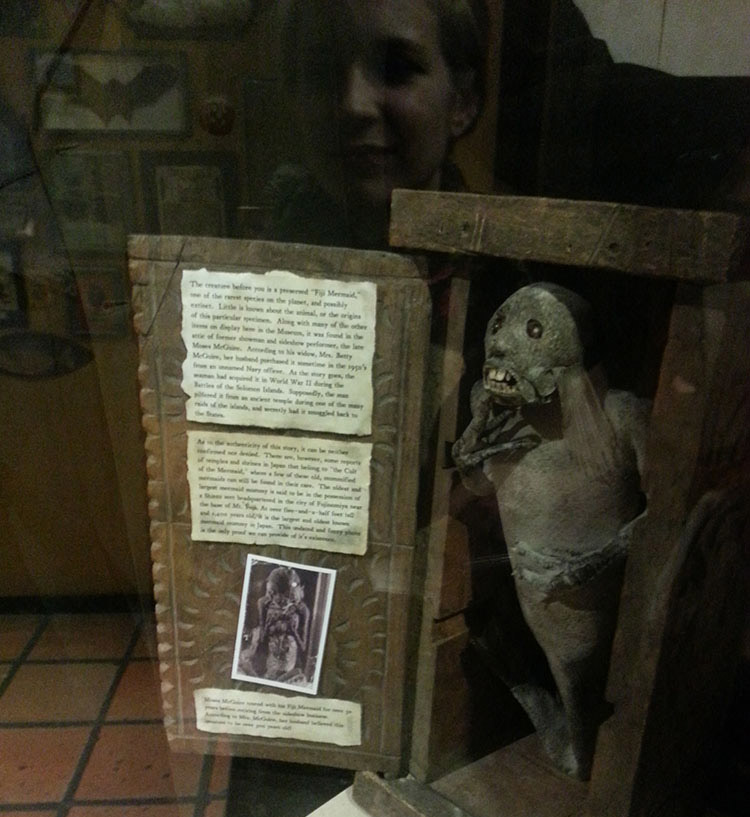 The creature before you is a preserved "Fiji Mermaid,"
one of the rarest species on the planet, and possibly
extinct. Little is known about the animal, or the origins
of this particular specimen. Along with many of the other
items on display here in the Museum, it was found in the
attic of former showman and sideshow performer, the late
Moses McGuire. According to his widow, Mrs. Betty
McGuire, her husband purchased it sometime in the 1950's
from an unnamed Navy officer. As the story goes, the
seaman had acquired it in World War II during the
Battles of the Solomon Islands. Supposedly, the man
pilfered it from an ancient temple during one of the many
raids of the islands, and secretly had it smuggled back to
the States.
As to the authenticity of this story, it can be neither
confirmed nor denied. There are, however, some reports
of temples and shrines in Japan that belong to "the Cult
of the Mermaid," where a few of these old, mummified
mermaids can still be found in their care. The oldest and
largest mermaid mummy is said to be in the possession of
a Shinto sect headquartered in the city of Fujinomiya near
the base of Mt. Fuji. At over five-and-a-half feet tall
and 1,400 years old/it is the largest and oldest known
mermaid mummy in Japan. This undated and fuzzy photo
is the only proof we can provide of it's existence.
Moses McGuire toured with his Fiji Mermaid for over
years before retiring from the sideshow business.
According to Mrs. McGuire, her husband believed this
to be over 300 years old!